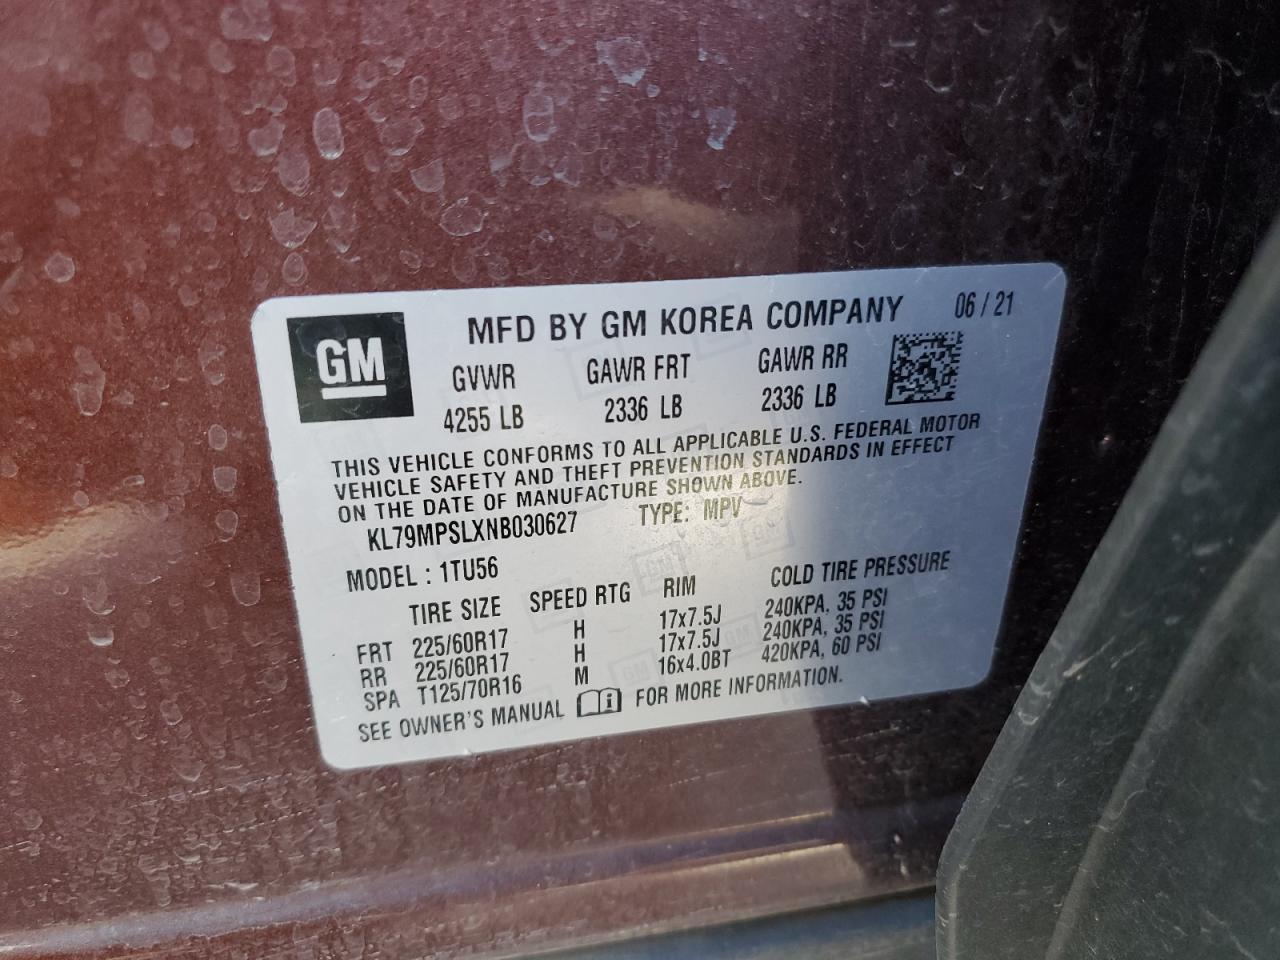 GM
MFD BY GM KOREA COMPANY 06/21
GVWR GAWR FRT GAWR RR
4255 LB 2336 LB 2336 LB
THIS VEHICLE CONFORMS TO ALL APPLICABLE U.S. FEDERAL MOTOR
VEHICLE SAFETY AND THEFT PREVENTION STANDARDS IN EFFECT
ON THE DATE OF MANUFACTURE SHOWN ABOVE.
KL79MPSLXNB030627 TYPE: MPV
MODEL : 1TU56
TIRE SIZE SPEED RTG RIM COLD TIRE PRESSURE
FRT 225/60R17 H 17x7.5J 240KPA, 35 PSI
RR 225/60R17 H 17x7.5J 240KPA, 35 PSI
SPA T125/70R16 M 16x4.0BT 420KPA, 60 PSI
SEE OWNER'S MANUAL i FOR MORE INFORMATION.